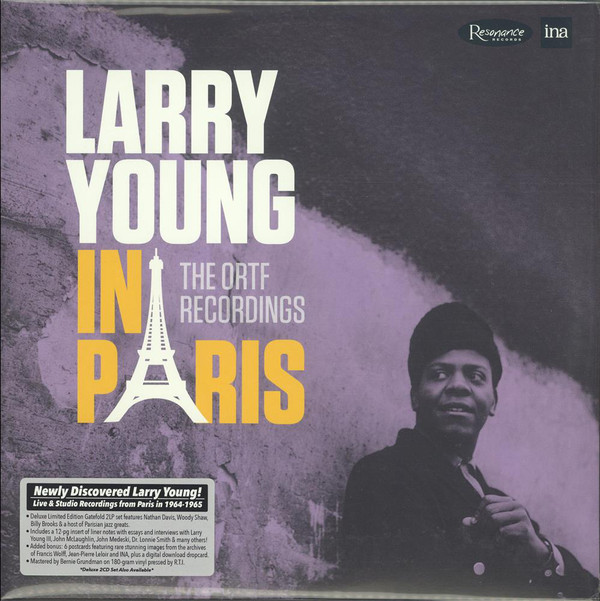 Resonance
RECORDS
ina
LARRY
YOUNG
IN
THE ORTF
RECORDINGS
PARIS
Newly Discovered Larry Young!
Live & Studio Recordings from Paris in 1964-1965
• Deluxe Limited Edition Gatefold 2LP set features Nathan Davis, Woody Shaw,
Billy Brooks & a host of Parisian jazz greats.
• Includes a 12-pg insert of liner notes with essays and interviews with Larry
Young III, John McLaughlin, John Medeski, Dr. Lonnie Smith & many others!
• Added bonus: 6 postcards featuring rare stunning images from the archives
of Francis Wolff, Jean-Pierre Leloir and INA, plus a digital download dropcard.
• Mastered by Bernie Grundman on 180-gram vinyl pressed by R.T.I.
*Deluxe 2CD Set Also Available*